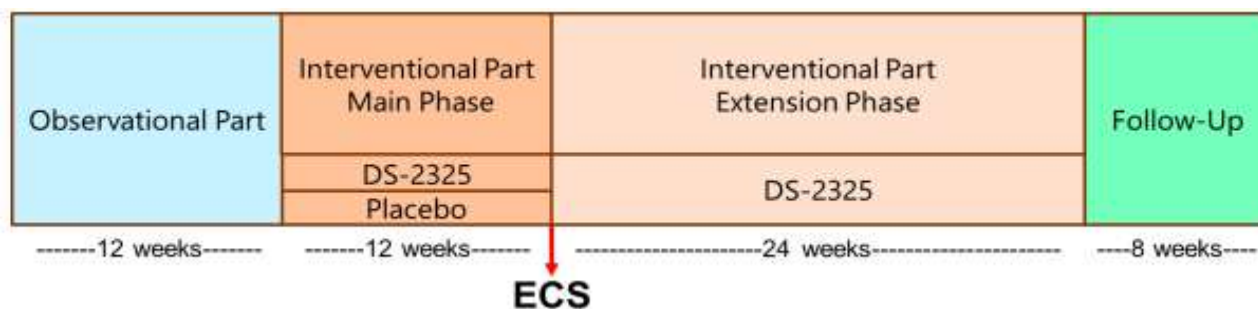 Observational Part
Interventional Part
Main Phase
DS-2325
Placebo
Interventional Part
Extension Phase
DS-2325
Follow-Up
-------12 weeks-------
-------12 weeks-------
----------------------24 weeks----------------------
----8 weeks----
ECS